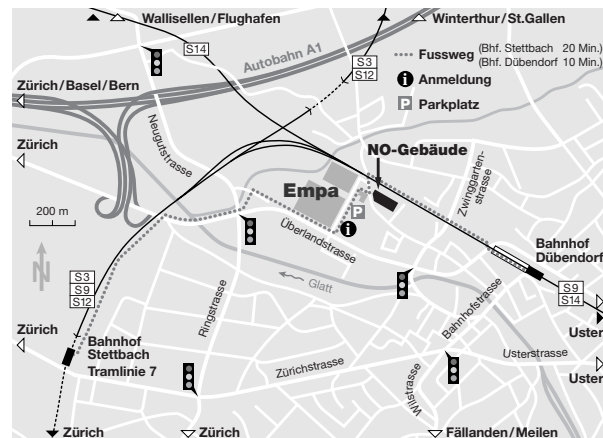 Wallisellen/Flughafen
Winterthur/St.Gallen
S14
Autobahn A1
S3
S12
Fussweg (Bhf. Stettbach 20 Min.)
(Bhf. Dübendorf 10 Min.)
Anmeldung
P Parkplatz
Zürich/Basel/Bern
Zürich
Neugutstrasse
NO-Gebäude
Zwinggarten-
strasse
Empa
P
200 m
Überlandstrasse
Bahnhof
Dübendorf
N
Glatt
S3
S9
S12
S9
S14
Ringstrasse
Bahnhofstrasse
Uster
Zürich
Bahnhof
Stettbach
Tramlinie 7
Zürichstrasse
Usterstrasse
Uster
Wilstrasse
Zürich
Zürich
Fällanden/Meilen